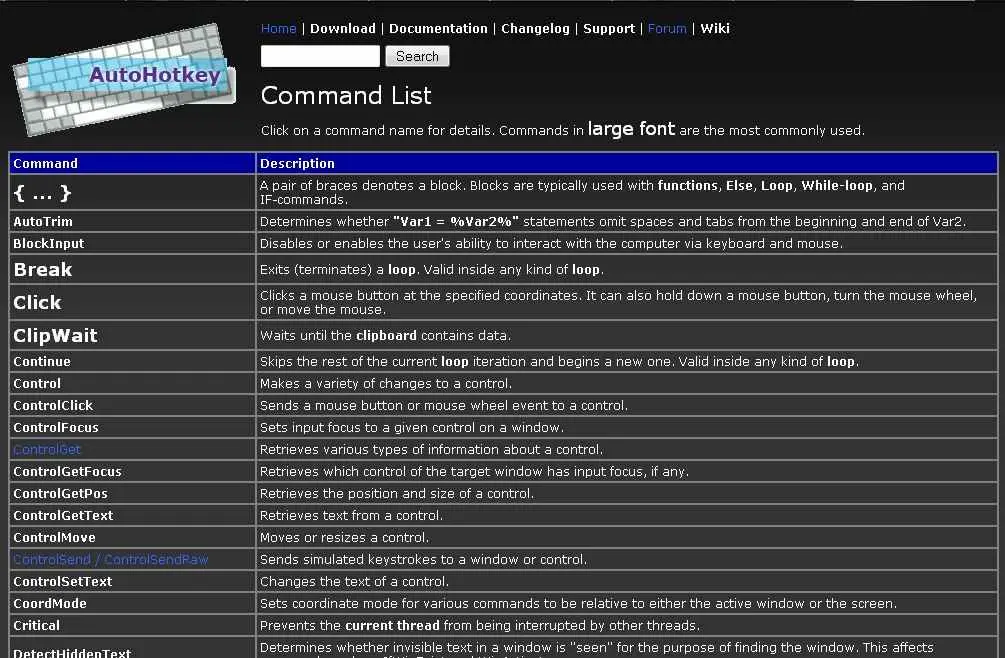 AutoHotkey
Home | Download | Documentation | Changelog | Support | Forum | Wiki
Search
Command List
Click on a command name for details. Commands in large font are the most commonly used.
Command Description
{ ... } A pair of braces denotes a block. Blocks are typically used with functions, Else, Loop, While-loop, and
IF-commands.
AutoTrim Determines whether "Var1 = %Var2%" statements omit spaces and tabs from the beginning and end of Var2.
BlockInput Disables or enables the user's ability to interact with the computer via keyboard and mouse.
Break Exits (terminates) a loop. Valid inside any kind of loop.
Click Clicks a mouse button at the specified coordinates. It can also hold down a mouse button, turn the mouse wheel,
or move the mouse.
ClipWait Waits until the clipboard contains data.
Continue Skips the rest of the current loop iteration and begins a new one. Valid inside any kind of loop.
Control Makes a variety of changes to a control.
ControlClick Sends a mouse button or mouse wheel event to a control.
ControlFocus Sets input focus to a given control on a window.
ControlGet Retrieves various types of information about a control.
ControlGetFocus Retrieves which control of the target window has input focus, if any.
ControlGetPos Retrieves the position and size of a control.
ControlGetText Retrieves text from a control.
ControlMove Moves or resizes a control.
ControlSend / ControlSendRaw Sends simulated keystrokes to a window or control.
ControlSetText Changes the text of a control.
CoordMode Sets coordinate mode for various commands to be relative to either the active window or the screen.
Critical Prevents the current thread from being interrupted by other threads.
DetectHiddenText Determines whether invisible text in a window is "seen" for the purpose of finding the window. This affects